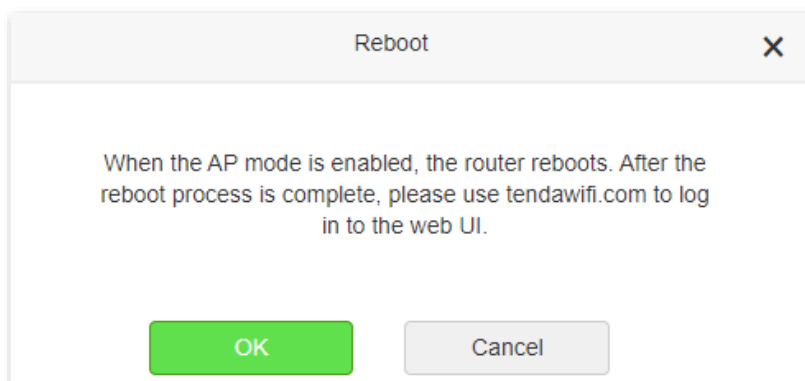 Reboot
When the AP mode is enabled, the router reboots. After the
reboot process is complete, please use tendawifi.com to log
in to the web UI.
OK
Cancel